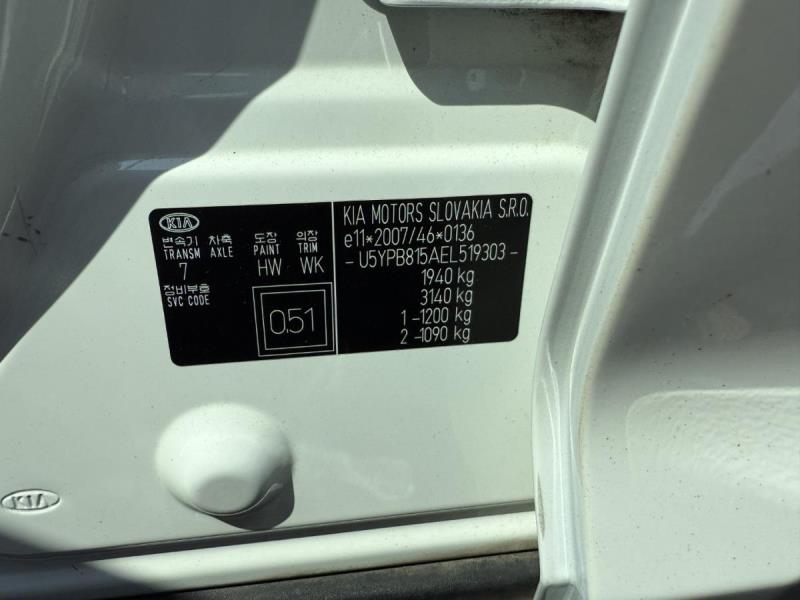 KIA
변속기 차축 도장 의장
TRANSM AXLE PAINT TRIM
7 HW WK
정비부호
SVC CODE
0.51
KIA MOTORS SLOVAKIA S.R.O.
e11*2007/46*0136
- U5YPB815AEL519303 -
1940 kg
3140 kg
1 -1200 kg
2 -1090 kg
KIA